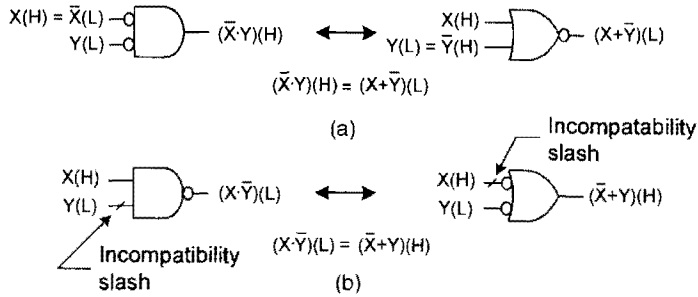 X(H) = X̅(L)
Y(L)
(X̅·Y)(H)
X(H)
Y(L) = Y̅(H)
(X+Y̅)(L)
(X̅·Y)(H) = (X+Y̅)(L)
(a)
Incompatability
slash
X(H)
Y(L)
(X·Y̅)(L)
X(H)
Y(L)
(X̅+Y)(H)
Incompatibility
slash
(X·Y̅)(L) = (X̅+Y)(H)
(b)